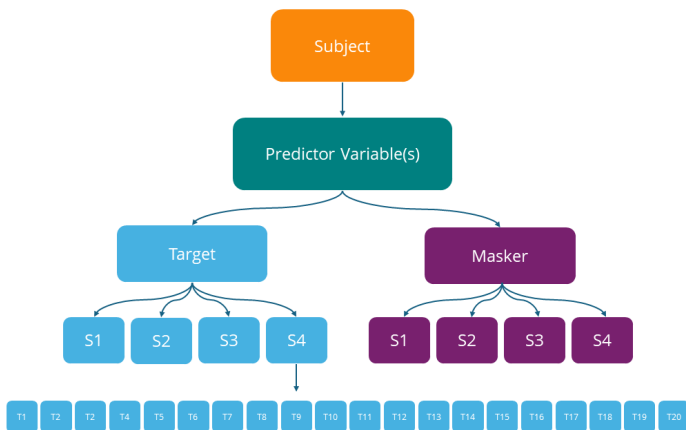 Subject
Predictor Variable(s)
Target
Masker
S1 S2 S3 S4 S1 S2 S3 S4
T1 T2 T2 T4 T5 T6 T7 T8 T9 T10 T11 T12 T13 T14 T15 T16 T17 T18 T19 T20